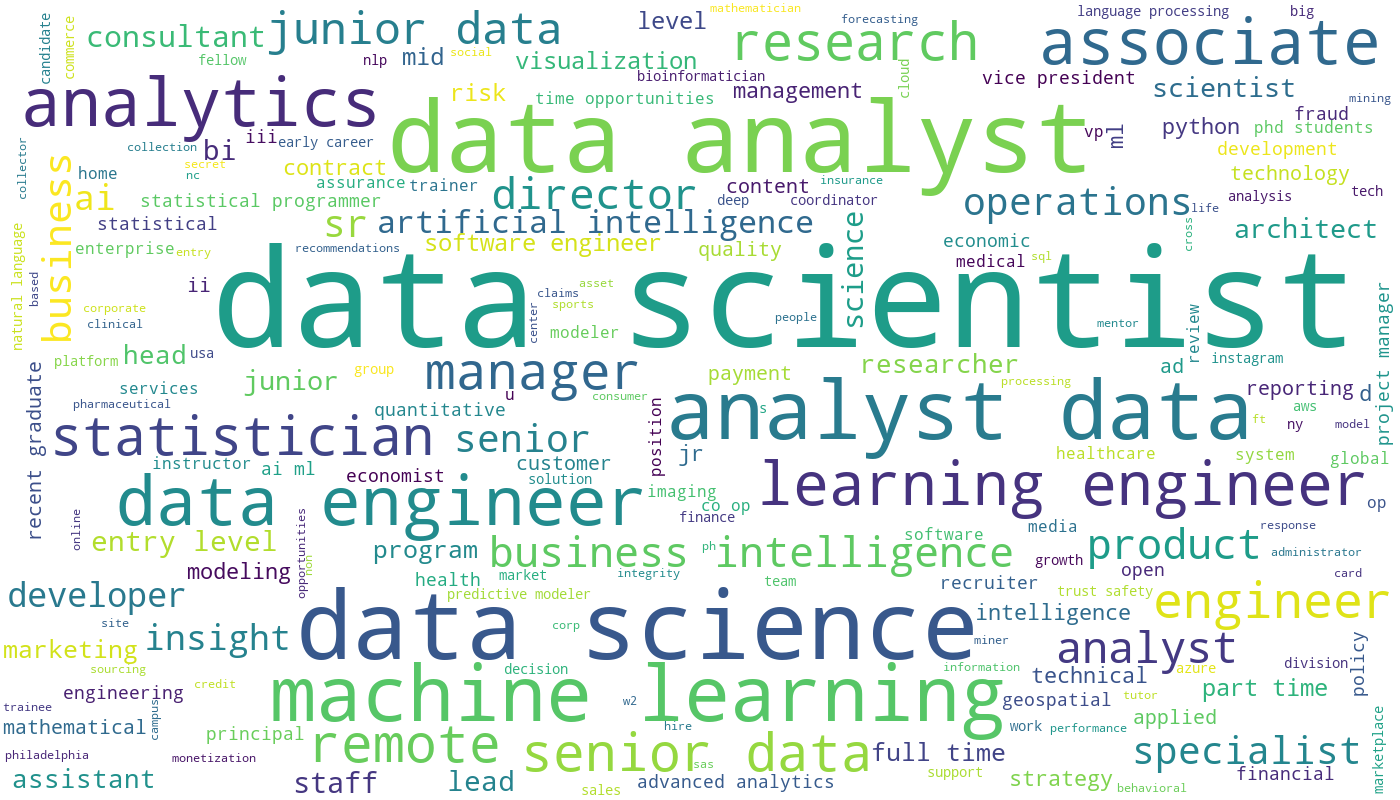 mathematician
language processing
big
candidate
commerce
consultant
junior data
level
forecasting
research
associate
fellow
nlp
mid
social
visualization
bioinformatician
cloud
vice president
scientist
analytics
risk
time opportunities
management
data analyst
mining
fraud
collector
collection
bi
iii
early career
vp
ml
python
phd students
development
secret
nc
contract
home
business
ai
assurance
trainer
director
content
insurance
technology
statistical programmer
deep
coordinator
operations
life
analysis
tech
statistical
sr
artificial intelligence
science
cross
architect
natural language
enterprise
entry
recommendations
software engineer
quality
economic
medical
sql
based
ii
data scientist
asset
claims
sports
corporate
clinical
center
modeler
people
mentor
review
project manager
platform
head
usa
manager
researcher
ad
instagram
recent graduate
services
junior
group
payment
processing
reporting
d
pharmaceutical
u
consumer
quantitative
position
analyst data
s
aws
ft
ny
model
statistician
senior
jr
instructor
ai ml
economist
customer
solution
healthcare
system
global
imaging
co op
learning engineer
op
data engineer
finance
online
opportunities
non
entry level
program
business intelligence
ph
software
media
response
product
growth
administrator
modeling
health
market
integrity
team
recruiter
open
card
developer
predictive modeler
trust safety
engineer
site
insight
data science
corp
intelligence
miner
marketing
analyst
policy
sourcing
decision
information
technical
azure
division
engineering
credit
machine learning
geospatial
tutor
part time
trainee
campus
w2
mathematical
principal
hire
work
performance
applied
marketplace
philadelphia
monetization
remote
senior data
sas
full time
specialist
assistant
staff
lead
sales
advanced analytics
support
strategy
behavioral
financial